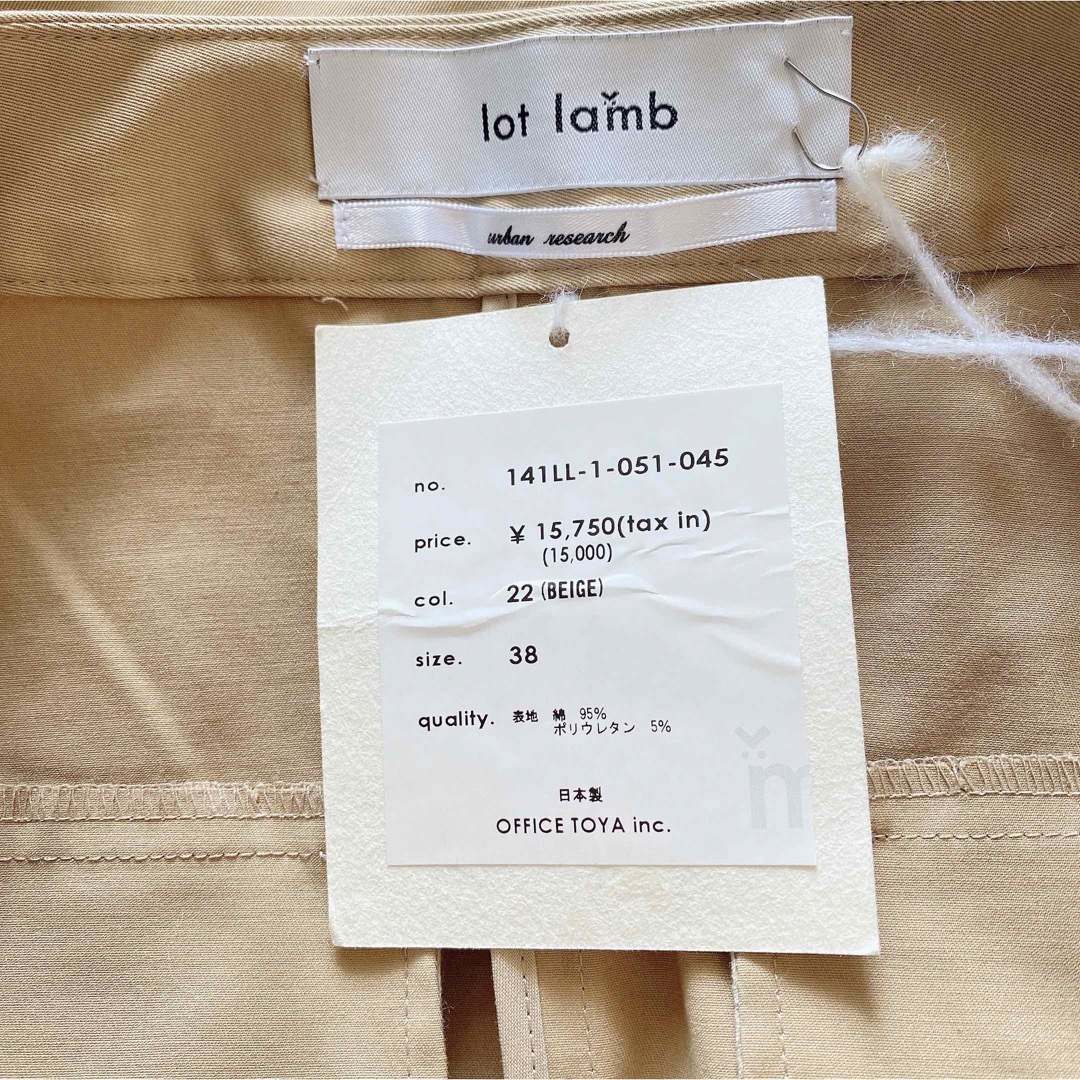 lot lamb
urban research
no. 141LL-1-051-045
price. ¥ 15,750(tax in)
(15,000)
col. 22 (BEIGE)
size. 38
quality. 表地 綿 95%
ポリウレタン 5%
m
日本製
OFFICE TOYA inc.